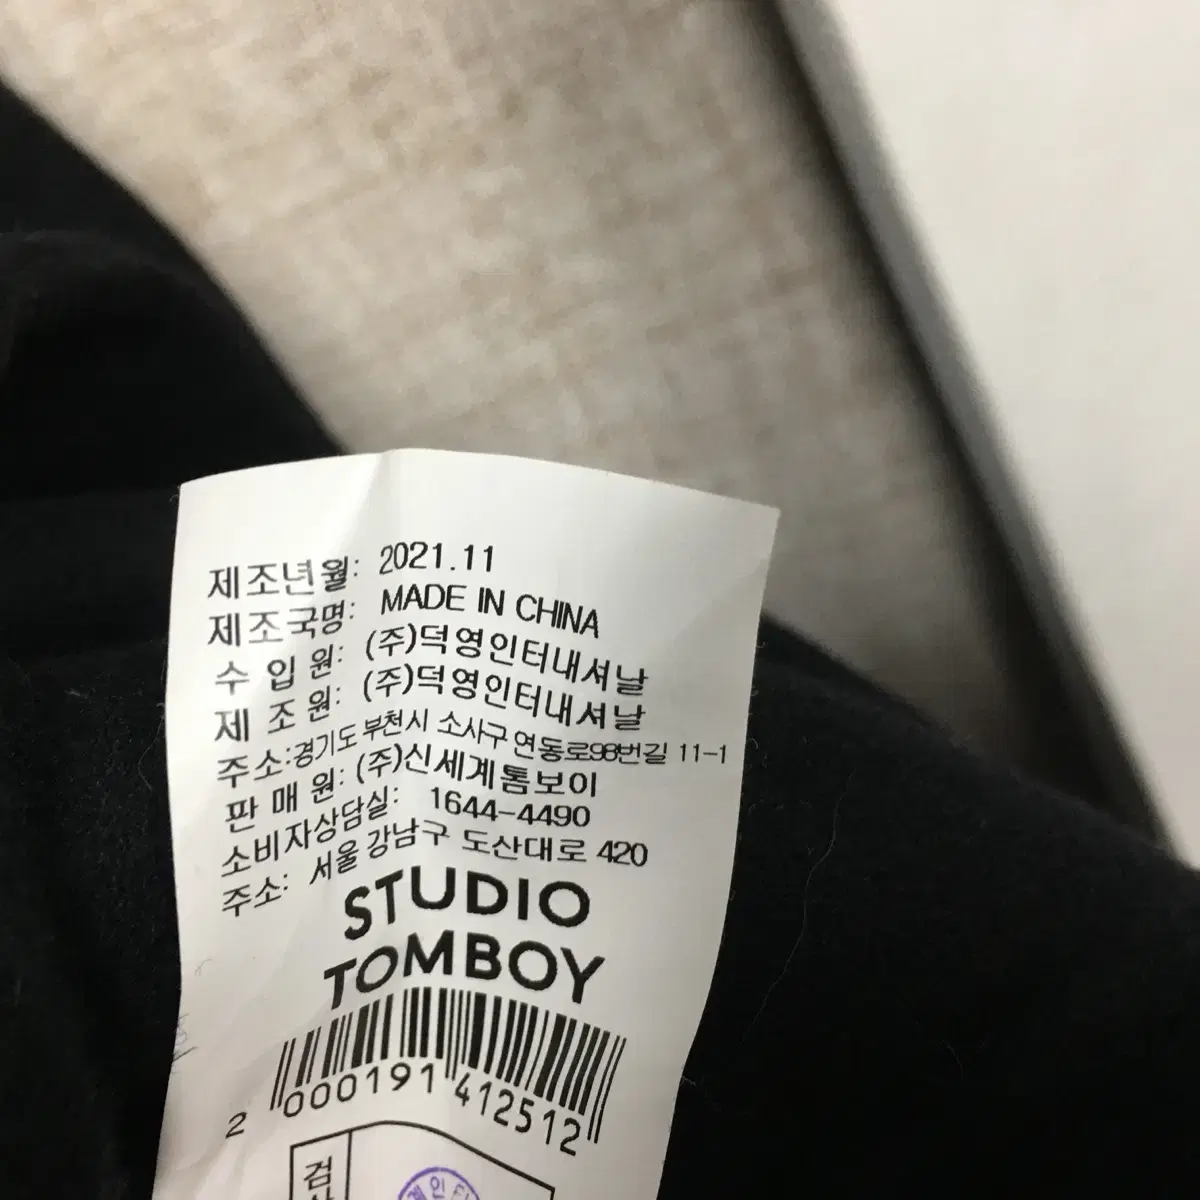 제조년월: 2021.11
제조국명: MADE IN CHINA
수 입 원: (주)덕영인터내셔날
제 조 원: (주)덕영인터내셔날
주소:경기도 부천시 소사구 연동로98번길 11-1
판 매 원: (주)신세계톰보이
소비자상담실: 1644-4490
주소: 서울 강남구 도산대로 420
STUDIO
TOMBOY
2 000191 412512
검